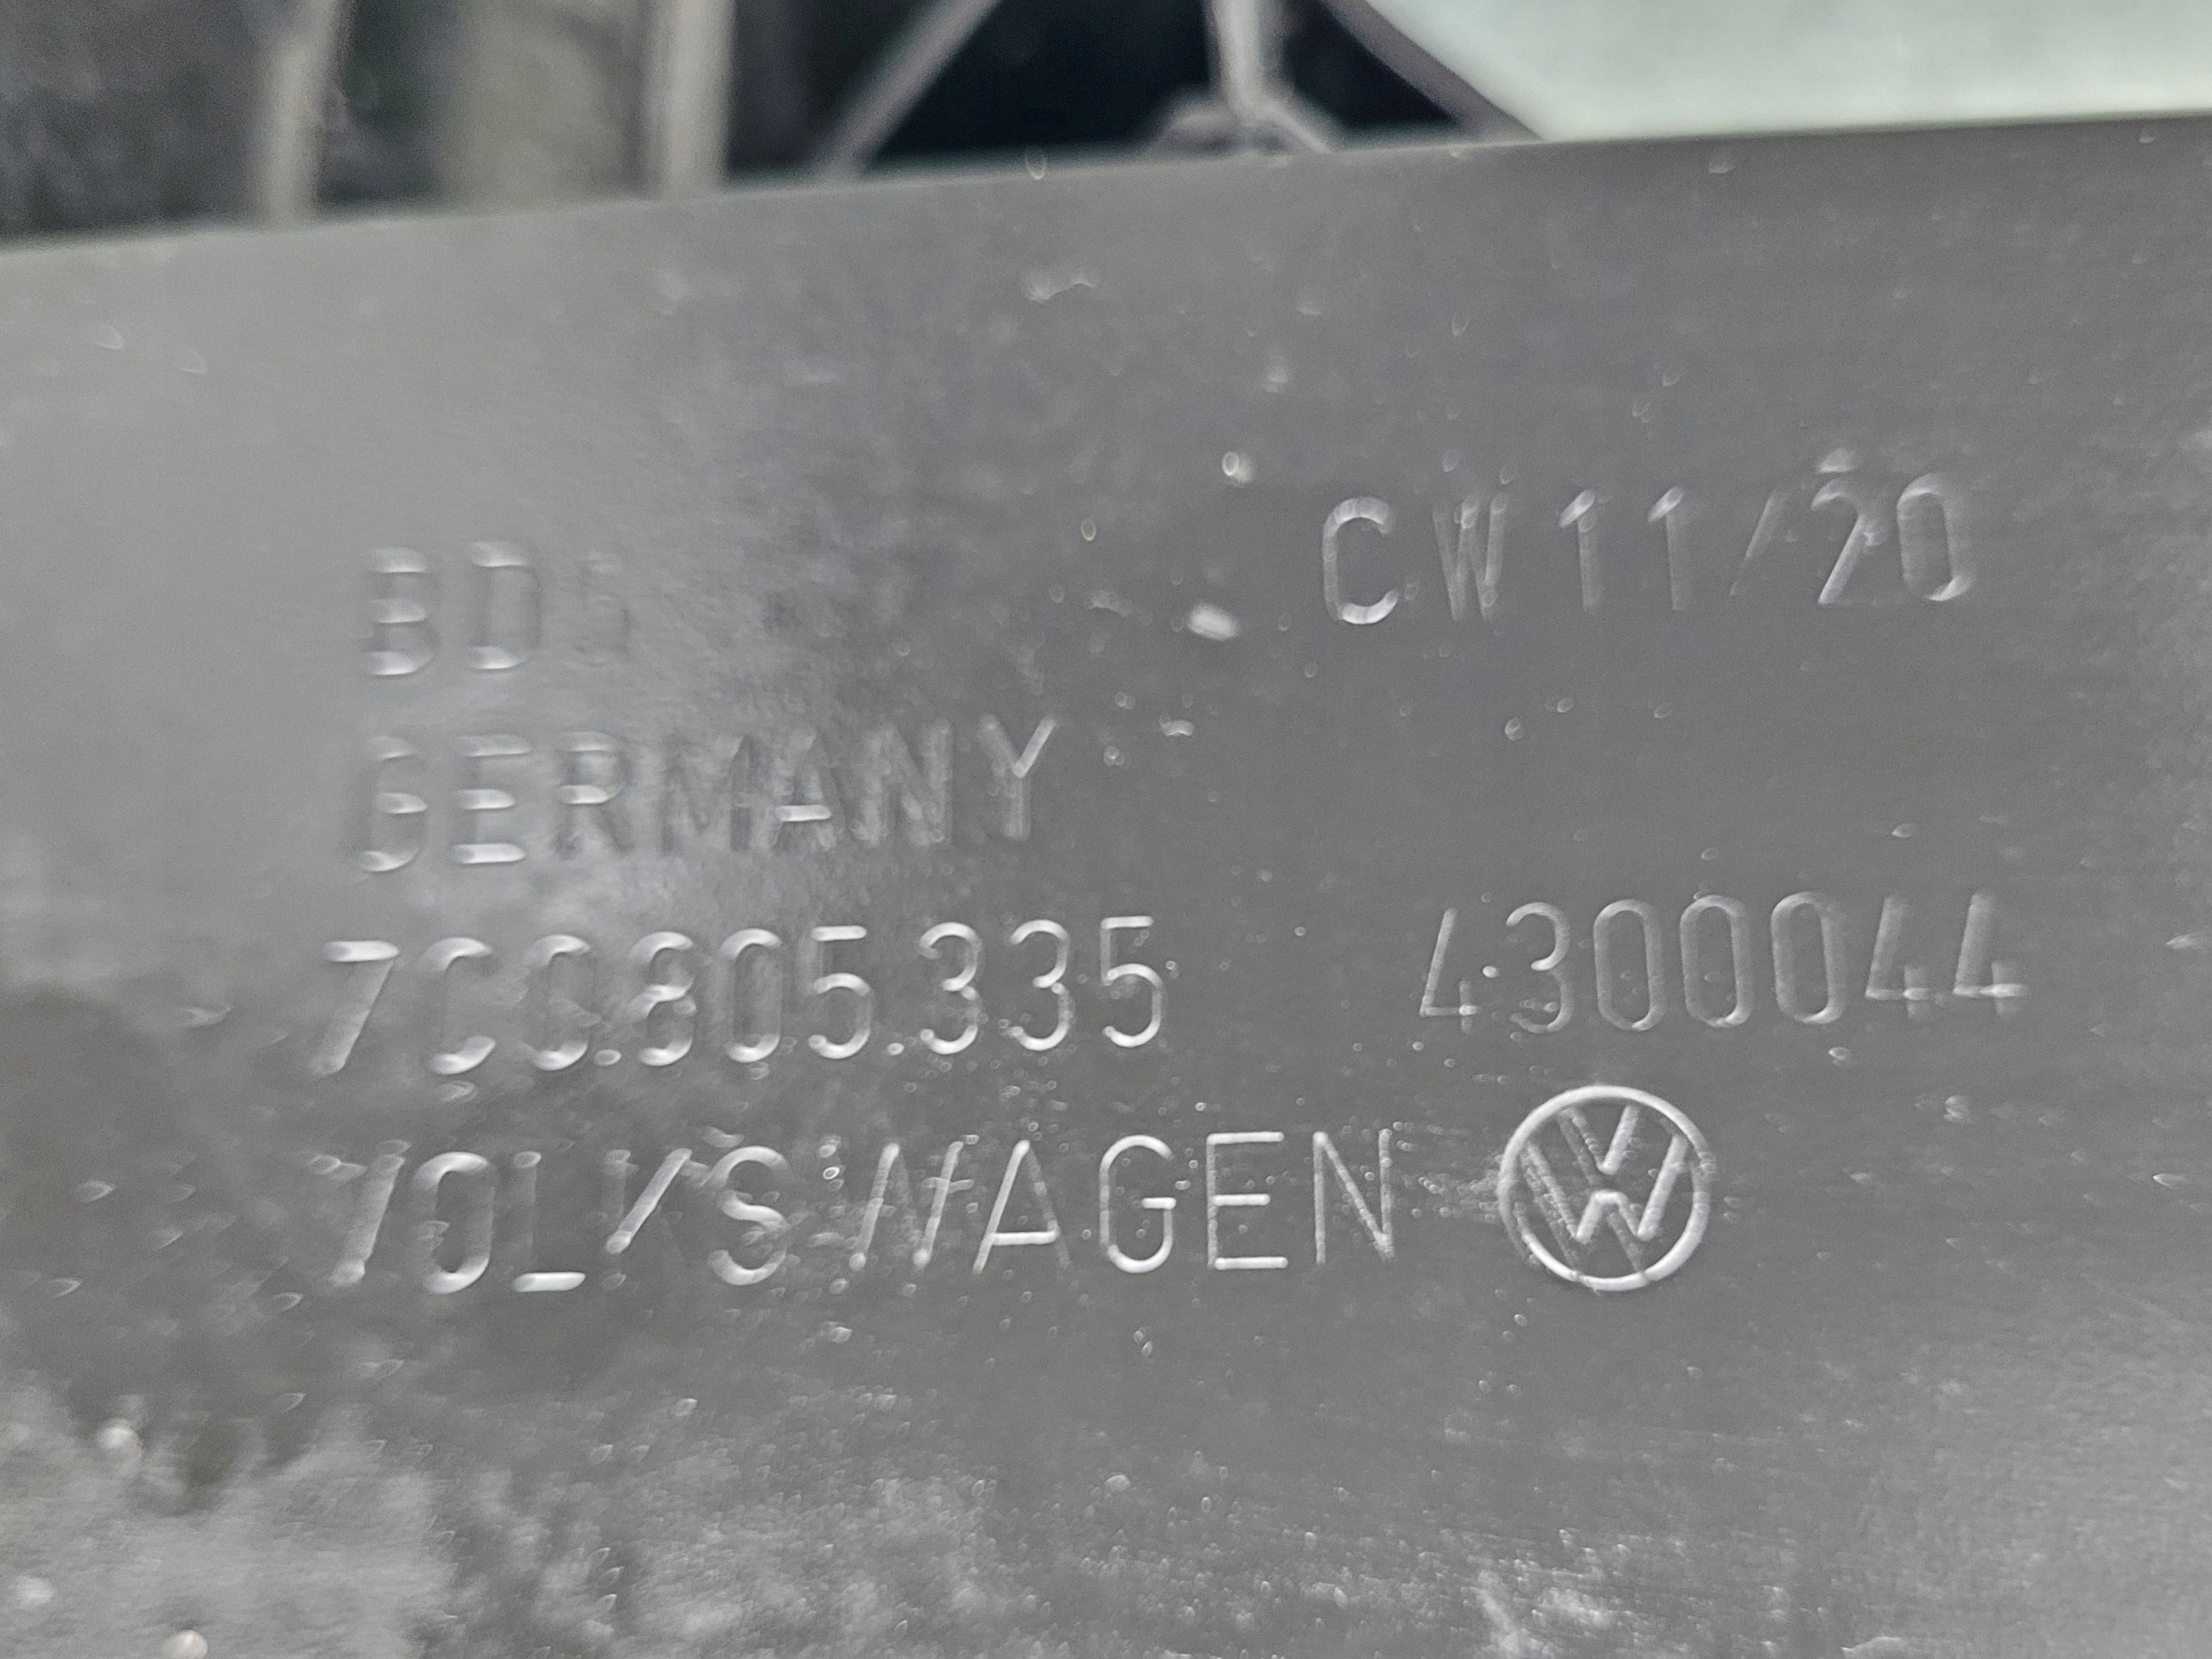 CW 11/20
GERMANY
7C0.805.335 4300044
VOLKSWAGEN